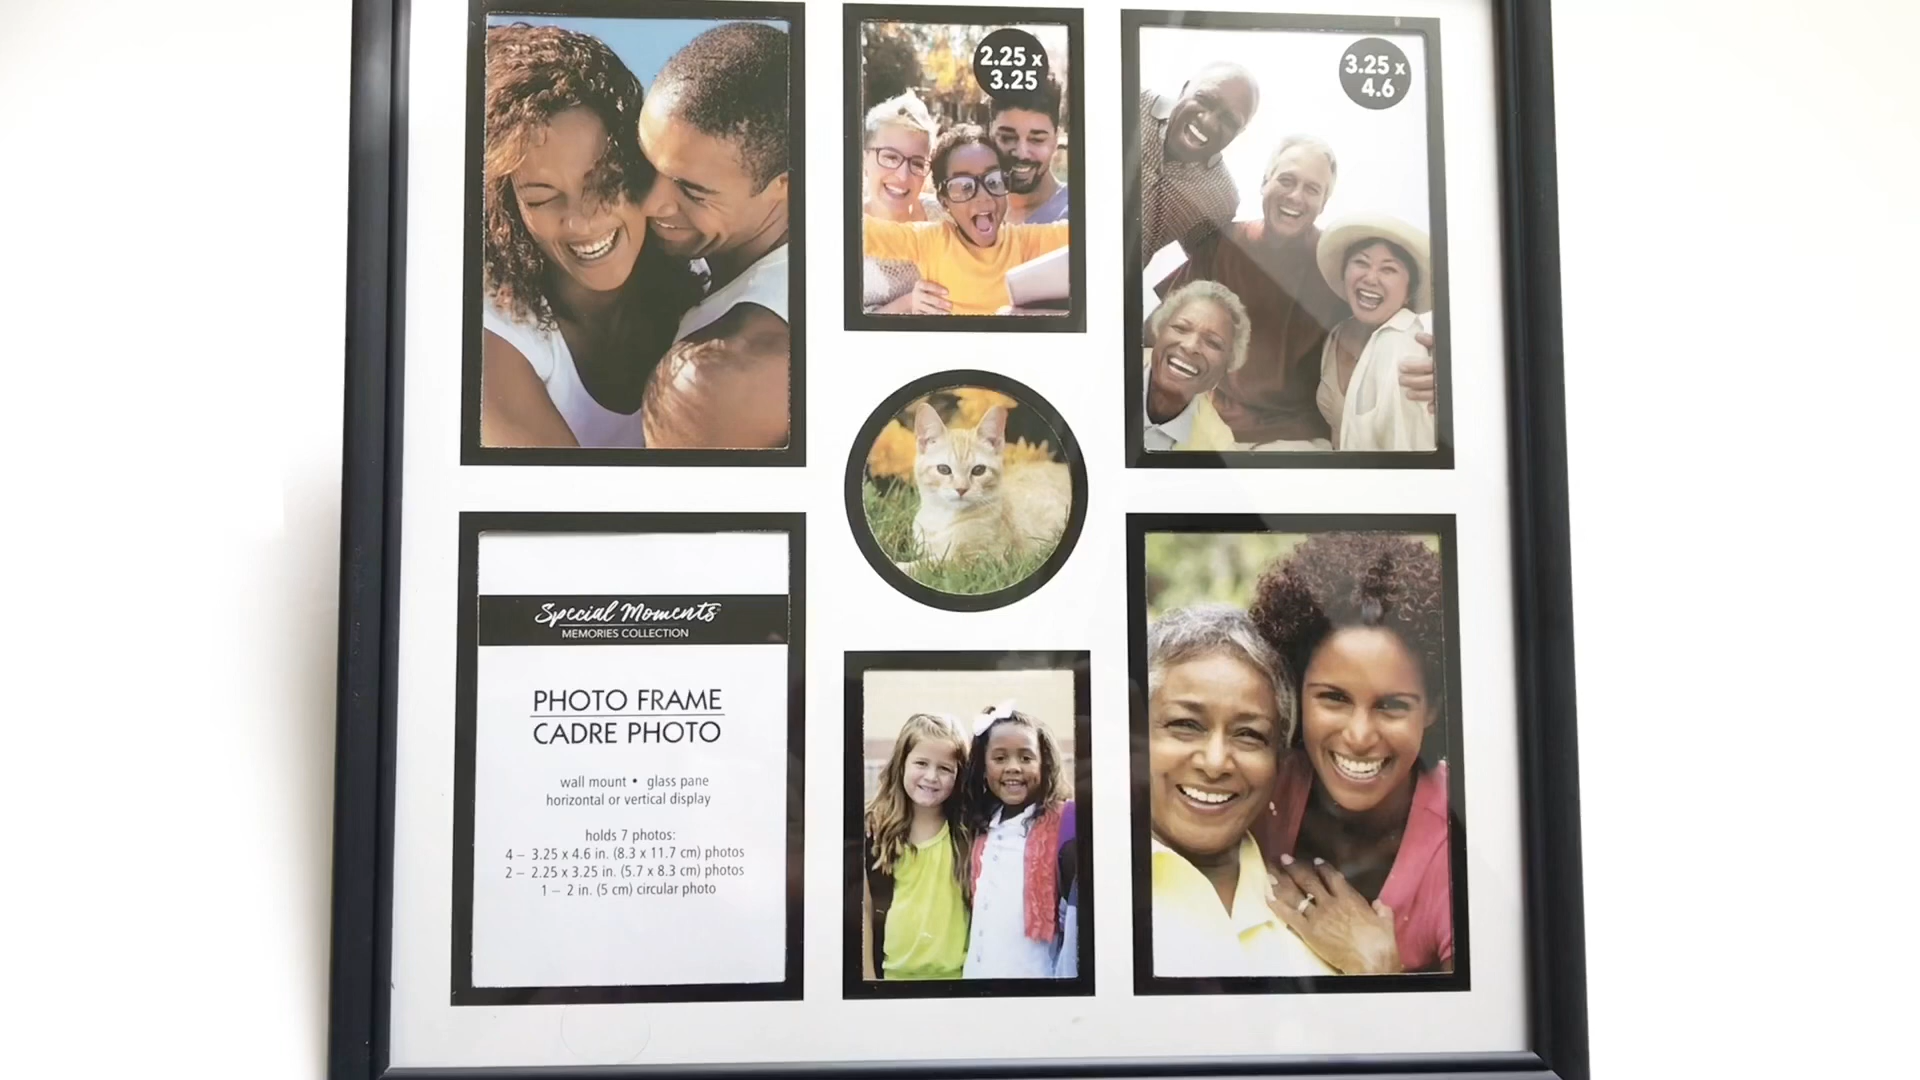 2.25 x
3.25
3.25 x
4.6
Special Moments
MEMORIES COLLECTION
PHOTO FRAME
CADRE PHOTO
wall mount • glass pane
horizontal or vertical display
holds 7 photos:
4 – 3.25 x 4.6 in. (8.3 x 11.7 cm) photos
2 – 2.25 x 3.25 in. (5.7 x 8.3 cm) photos
1 – 2 in. (5 cm) circular photo